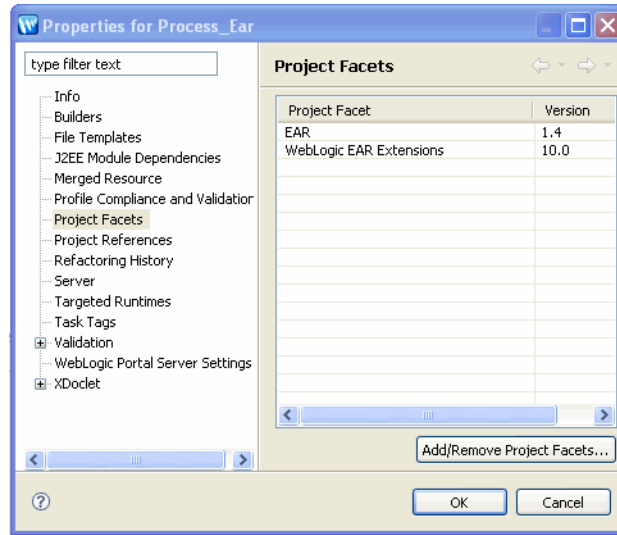 Properties for Process_Ear
type filter text
Info
Builders
File Templates
J2EE Module Dependencies
Merged Resource
Profile Compliance and Validation
Project Facets
Project References
Refactoring History
Server
Targeted Runtimes
Task Tags
Validation
WebLogic Portal Server Settings
XDoclet
Project Facets
Project Facet Version
EAR 1.4
WebLogic EAR Extensions 10.0
Add/Remove Project Facets...
OK Cancel